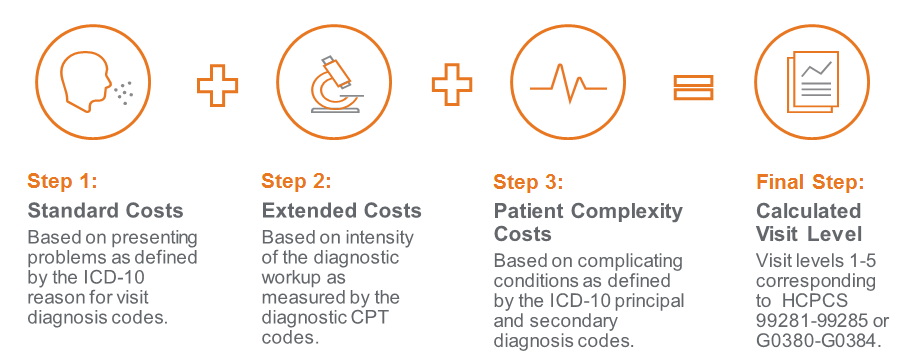 Step 1:
Standard Costs
Based on presenting
problems as defined
by the ICD-10
reason for visit
diagnosis codes.
Step 2:
Extended Costs
Based on intensity
of the diagnostic
workup as
measured by the
diagnostic CPT
codes.
Step 3:
Patient Complexity
Costs
Based on complicating
conditions as defined
by the ICD-10 principal
and secondary
diagnosis codes.
Final Step:
Calculated
Visit Level
Visit levels 1-5
corresponding
to HCPCS
99281-99285 or
G0380-G0384.